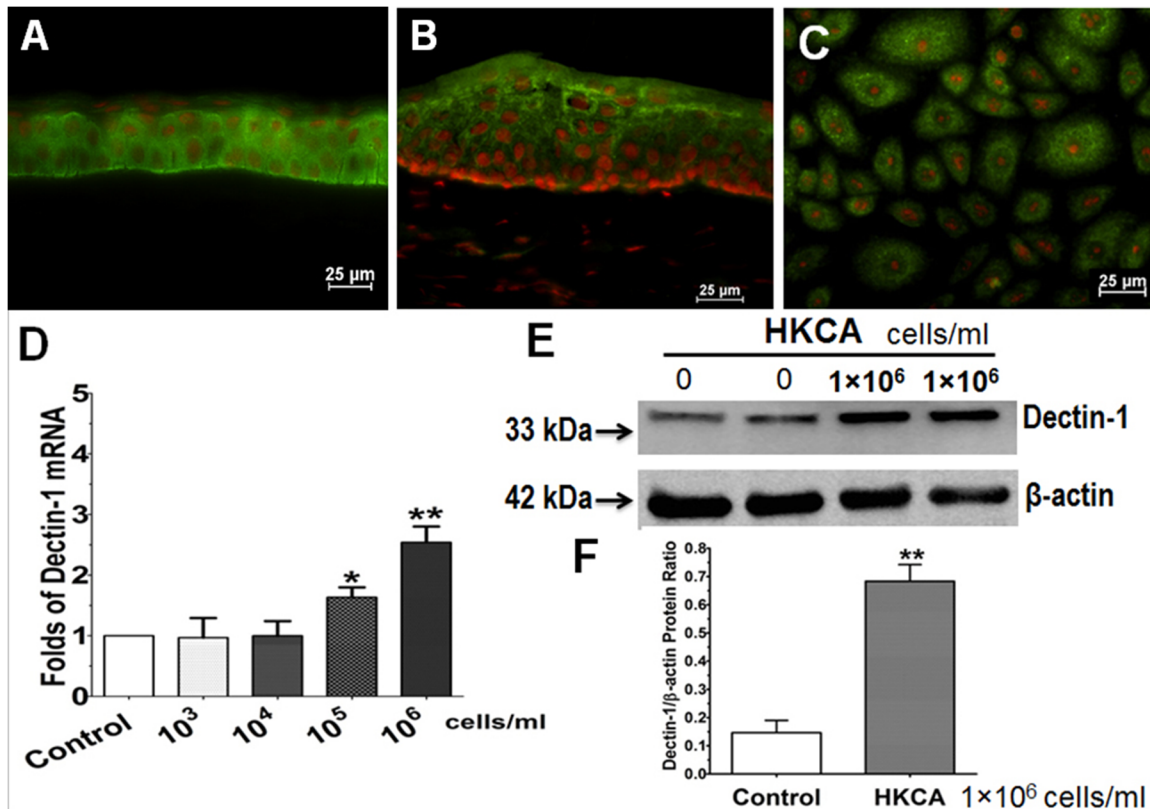 A
B
C
25 µm
25 µm
25 µm
D
Folds of Dectin-1 mRNA
5
4
3
2
1
0
*
**
Control
10³
10⁴
10⁵
10⁶
cells/ml
E
HKCA cells/ml
0 0 1×10⁶ 1×10⁶
33 kDa → Dectin-1
42 kDa → β-actin
F
Dectin-1/β-actin Protein Ratio
0.8
0.7
0.6
0.5
0.4
0.3
0.2
0.1
0.0
**
Control HKCA 1×10⁶ cells/ml